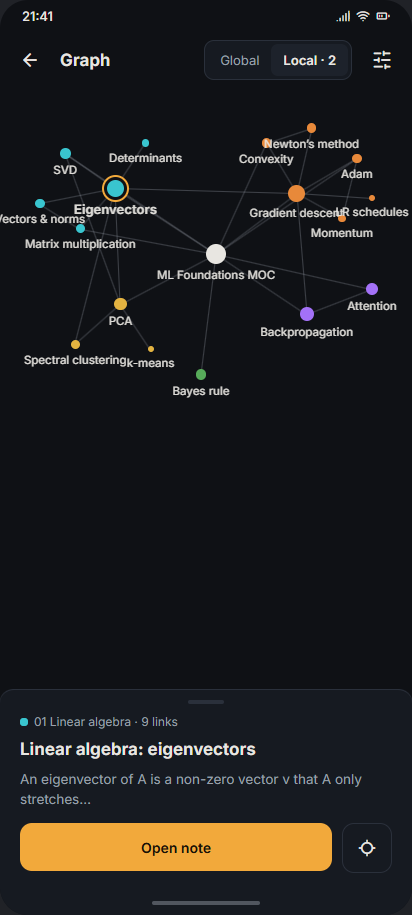 21:41
Graph
Global
Local · 2
Newton's method
Determinants
Convexity
SVD
Adam
Eigenvectors
Gradient descent
LR schedules
Vectors & norms
Momentum
Matrix multiplication
ML Foundations MOC
Attention
PCA
Backpropagation
Spectral clustering
k-means
Bayes rule
01 Linear algebra · 9 links
Linear algebra: eigenvectors
An eigenvector of A is a non-zero vector v that A only
stretches…
Open note